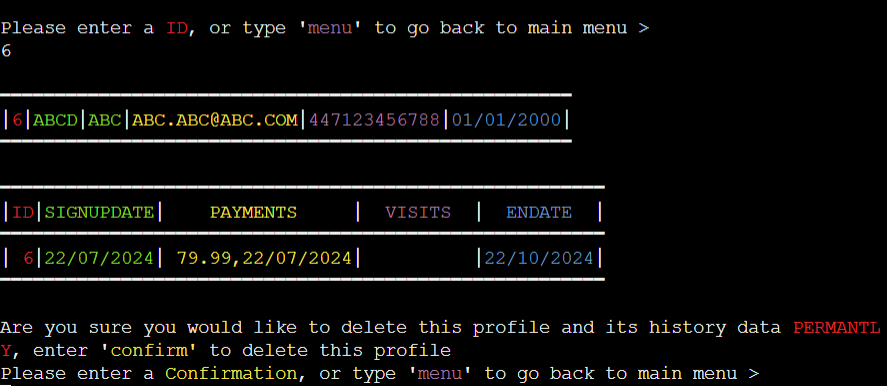 Please enter a ID, or type 'menu' to go back to main menu >
6
|6|ABCD|ABC|ABC.ABC@ABC.COM|447123456788|01/01/2000|
|ID|SIGNUPDATE| PAYMENTS | VISITS | ENDATE |
| 6|22/07/2024| 79.99,22/07/2024| |22/10/2024|
Are you sure you would like to delete this profile and its history data PERMANTL
Y, enter 'confirm' to delete this profile
Please enter a Confirmation, or type 'menu' to go back to main menu >